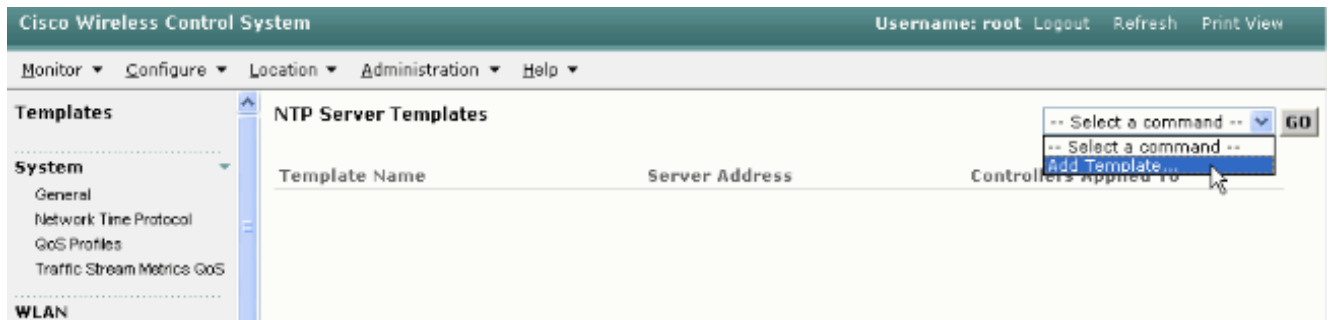 Cisco Wireless Control System
Username: root Logout Refresh Print View
Monitor Configure Location Administration Help
Templates
NTP Server Templates
-- Select a command -- GO
-- Select a command --
Add Template...
System
General
Network Time Protocol
QoS Profiles
Traffic Stream Metrics QoS
WLAN
Template Name Server Address Controllers Applied To